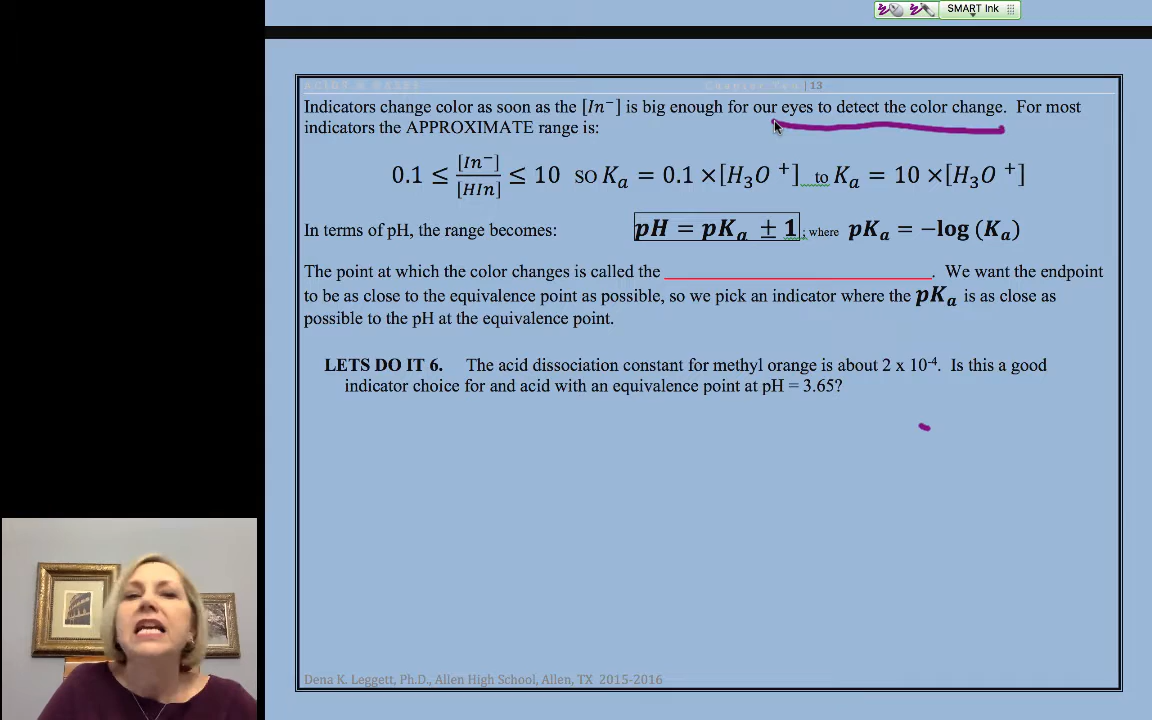 SMART Ink
ACIDS & BASES Chapter Ten | 13
Indicators change color as soon as the [In⁻] is big enough for our eyes to detect the color change. For most
indicators the APPROXIMATE range is:
0.1 ≤ [In⁻]/[HIn] ≤ 10 SO Kₐ = 0.1 ×[H₃O ⁺] to Kₐ = 10 ×[H₃O ⁺]
In terms of pH, the range becomes: pH = pKₐ ± 1 ; where pKₐ = −log (Kₐ)
The point at which the color changes is called the ______________________. We want the endpoint
to be as close to the equivalence point as possible, so we pick an indicator where the pKₐ is as close as
possible to the pH at the equivalence point.
LETS DO IT 6. The acid dissociation constant for methyl orange is about 2 x 10⁻⁴. Is this a good
indicator choice for and acid with an equivalence point at pH = 3.65?
Dena K. Leggett, Ph.D., Allen High School, Allen, TX 2015-2016